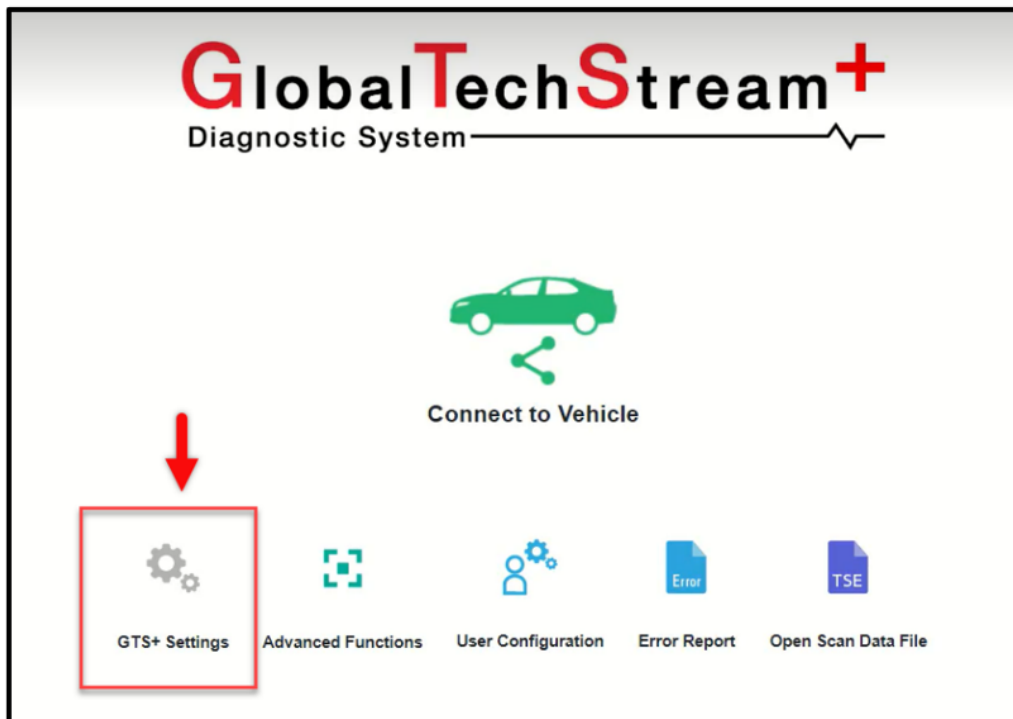 GlobalTechStream+
Diagnostic System
Connect to Vehicle
GTS+ Settings
Advanced Functions
User Configuration
Error
Error Report
TSE
Open Scan Data File